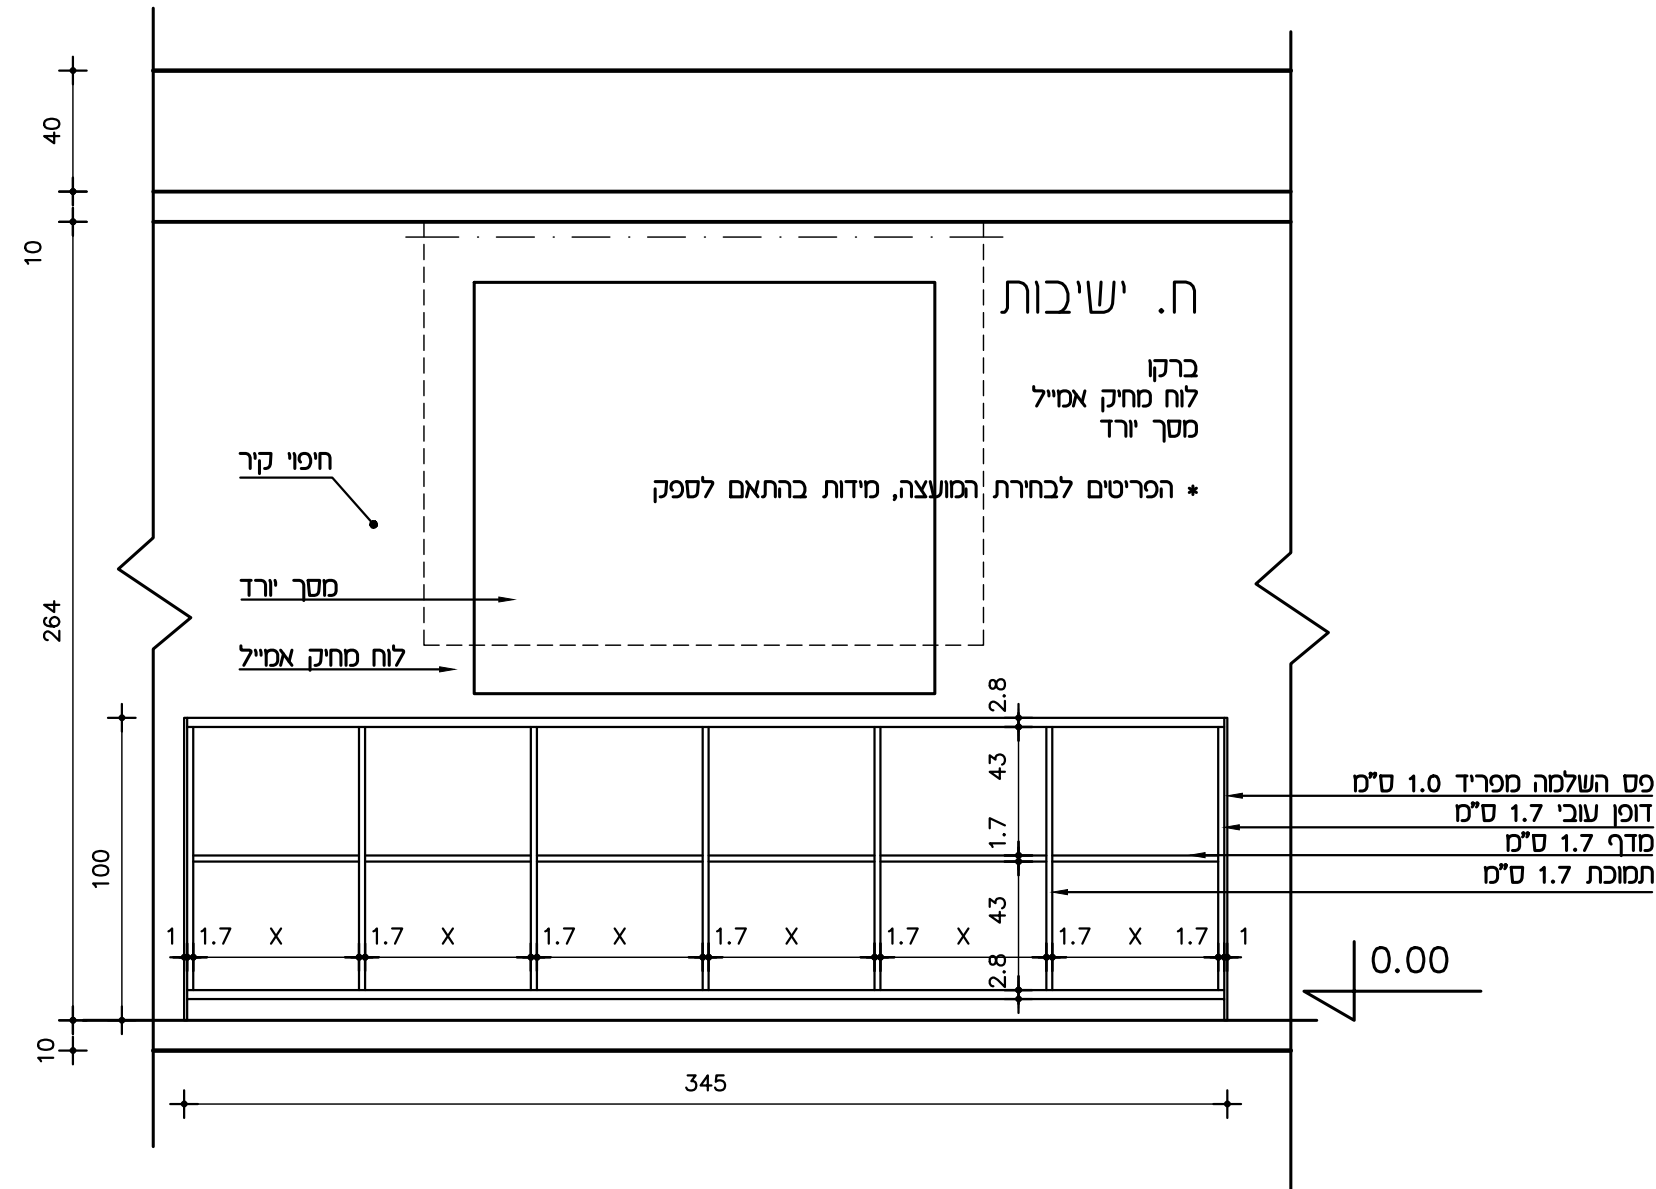 40
10
ח. ישיבות
ברקו
לוח מחיק אמייל
מסך יורד
חיפוי קיר
* הפריטים לבחירת המועצה, מידות בהתאם לספק
מסך יורד
264
לוח מחיק אמייל
2.8
43
פס השלמה מפריד 1.0 ס"מ
דופן עובי 1.7 ס"מ
1.7
מדף 1.7 ס"מ
100
תמוכת 1.7 ס"מ
43
1 1.7 X 1.7 X 1.7 X 1.7 X 1.7 X 1.7 X 1.7 1
2.8
0.00
10
345